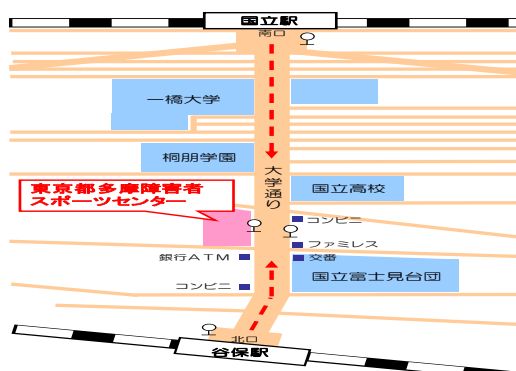 国立駅
南口
一橋大学
桐朋学園
大学通り
国立高校
東京都多摩障害者
スポーツセンター
コンビニ
ファミレス
銀行ATM
交番
国立富士見台団
コンビニ
北口
谷保駅